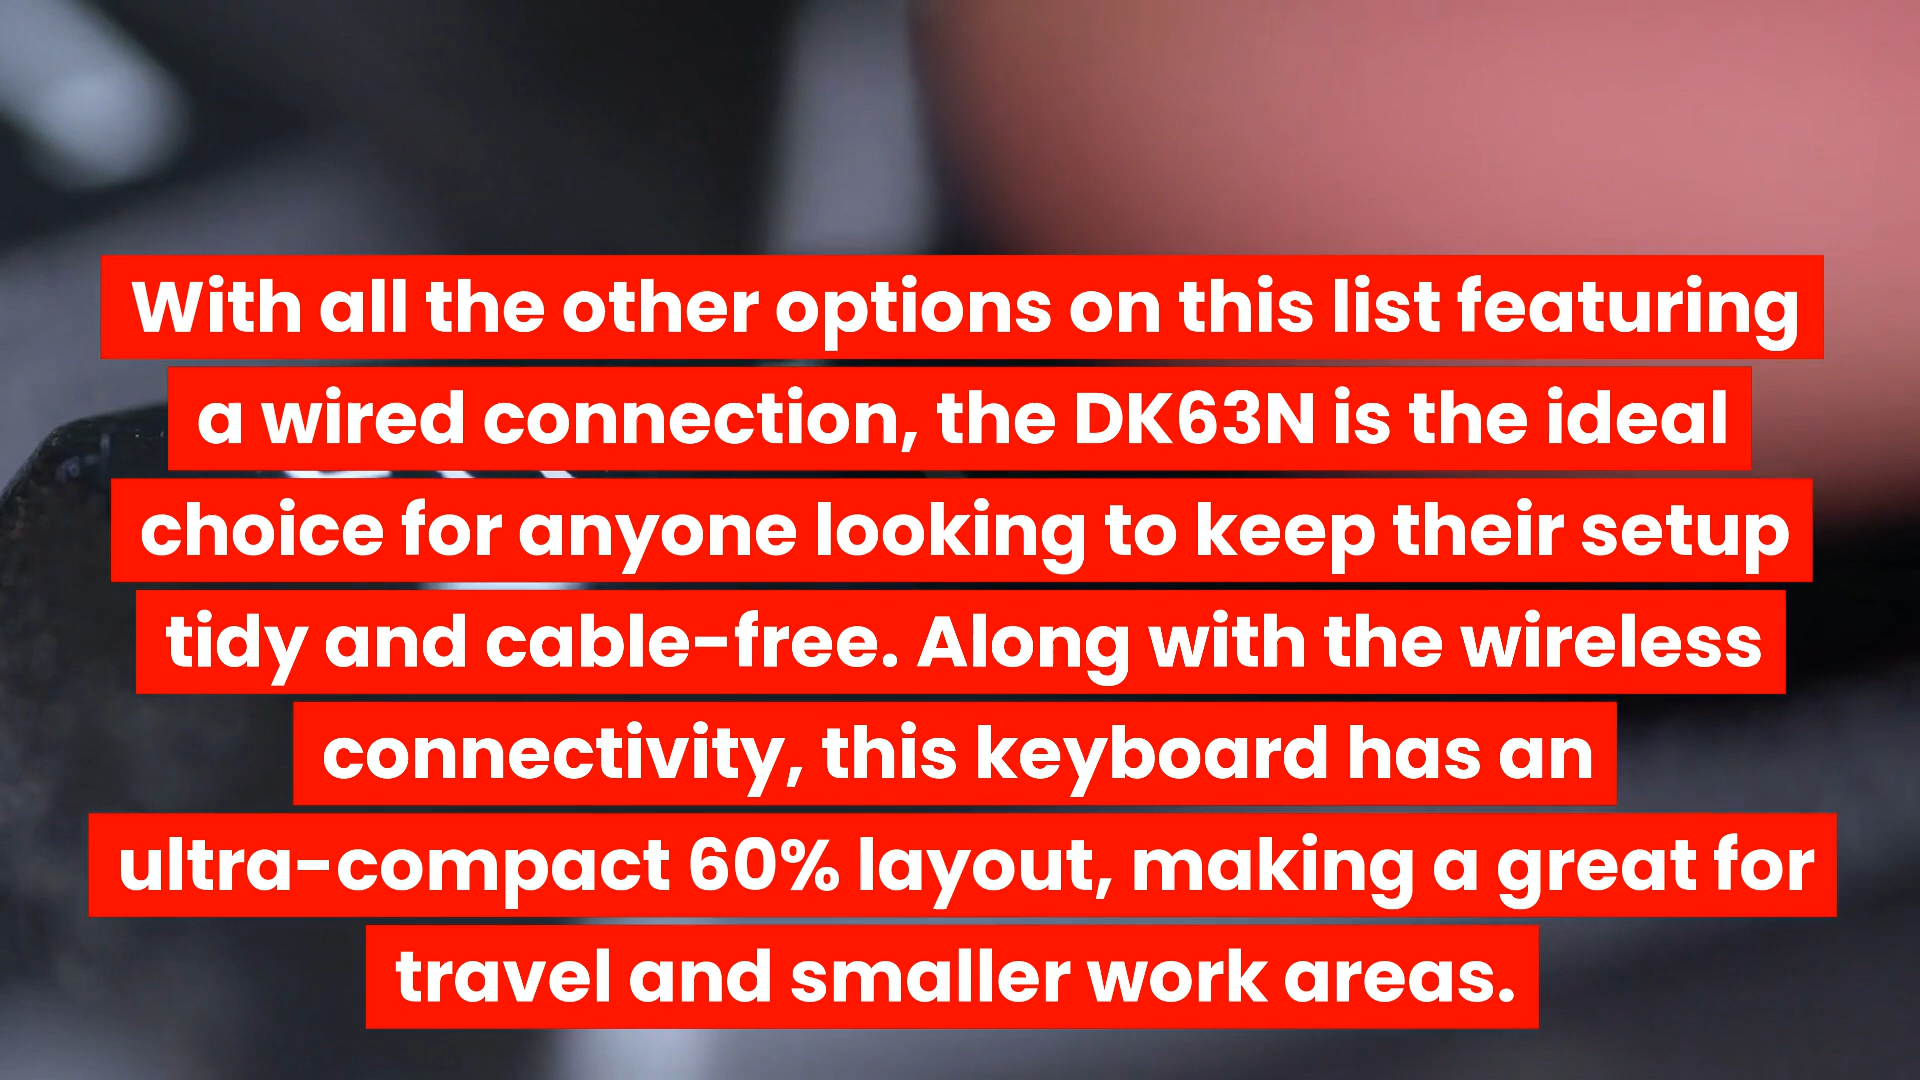 With all the other options on this list featuring
a wired connection, the DK63N is the ideal
choice for anyone looking to keep their setup
tidy and cable-free. Along with the wireless
connectivity, this keyboard has an
ultra-compact 60% layout, making a great for
travel and smaller work areas.